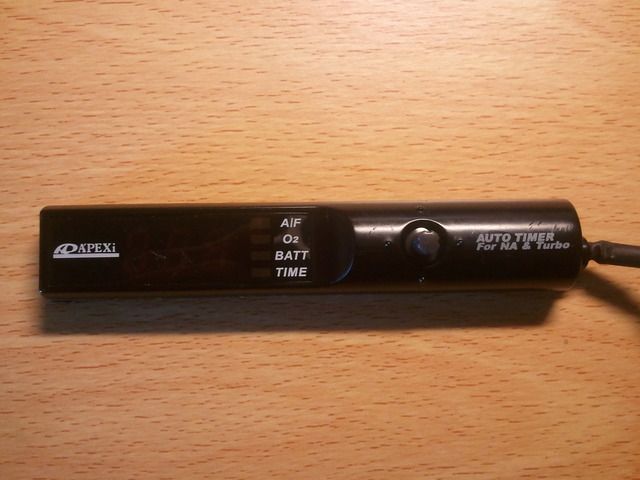 APEXi
A/F
O2
BATT
TIME
AUTO TIMER
For NA & Turbo